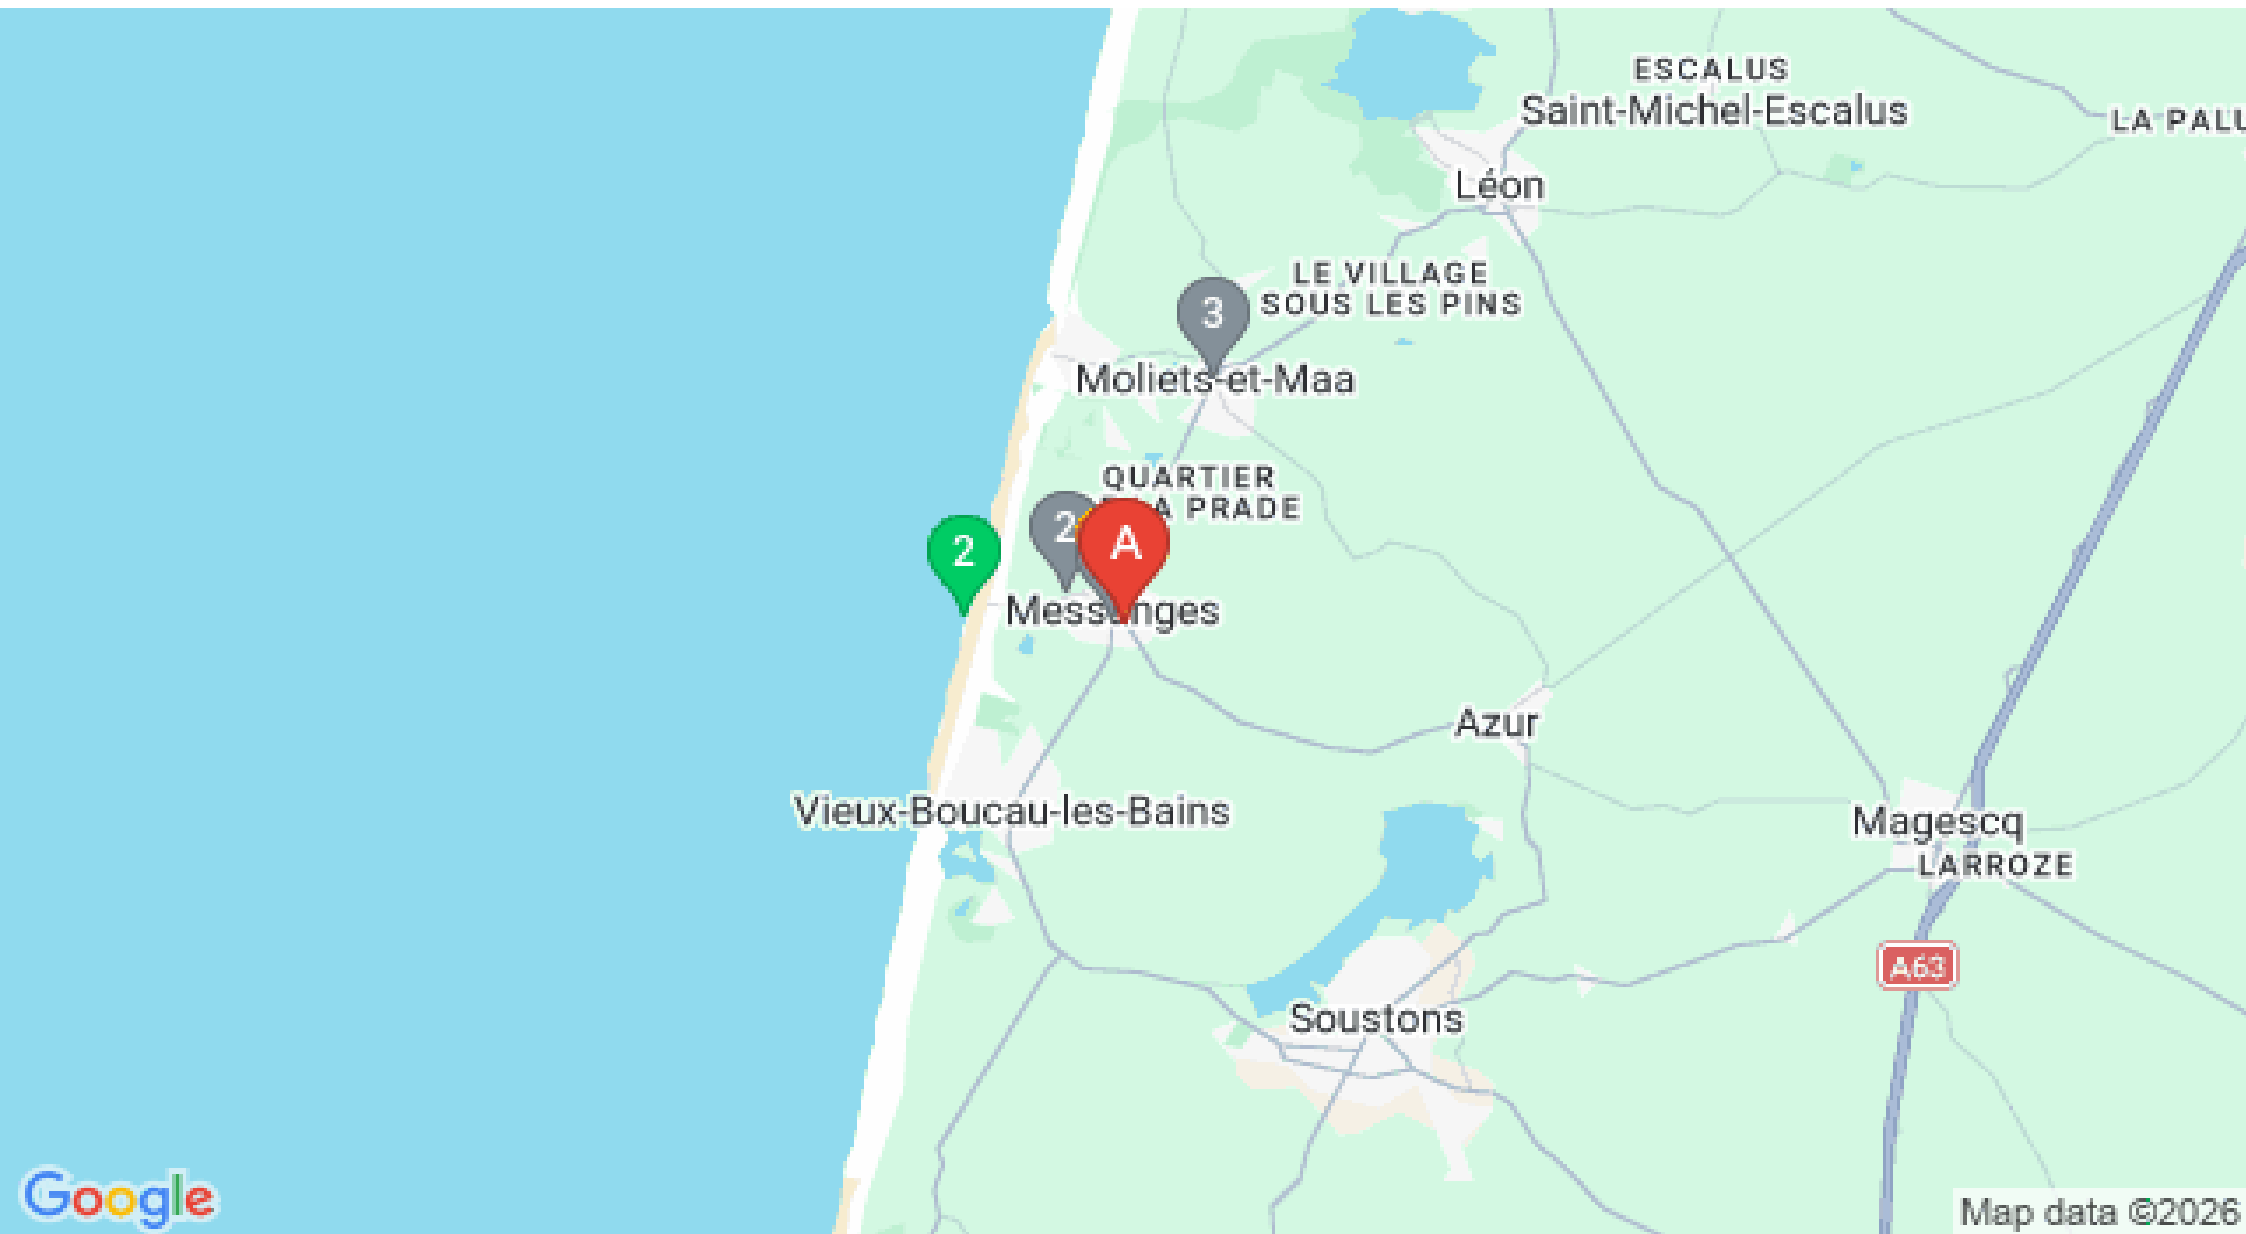 ESCALUS
Saint-Michel-Escalus
LA PALU
Léon
LE VILLAGE
SOUS LES PINS
3
Moliets-et-Maa
QUARTIER
PRADE
2
A
2
Messanges
Azur
Vieux-Boucau-les-Bains
Magescq
LARROZE
A63
Soustons
Google
Map data ©2026